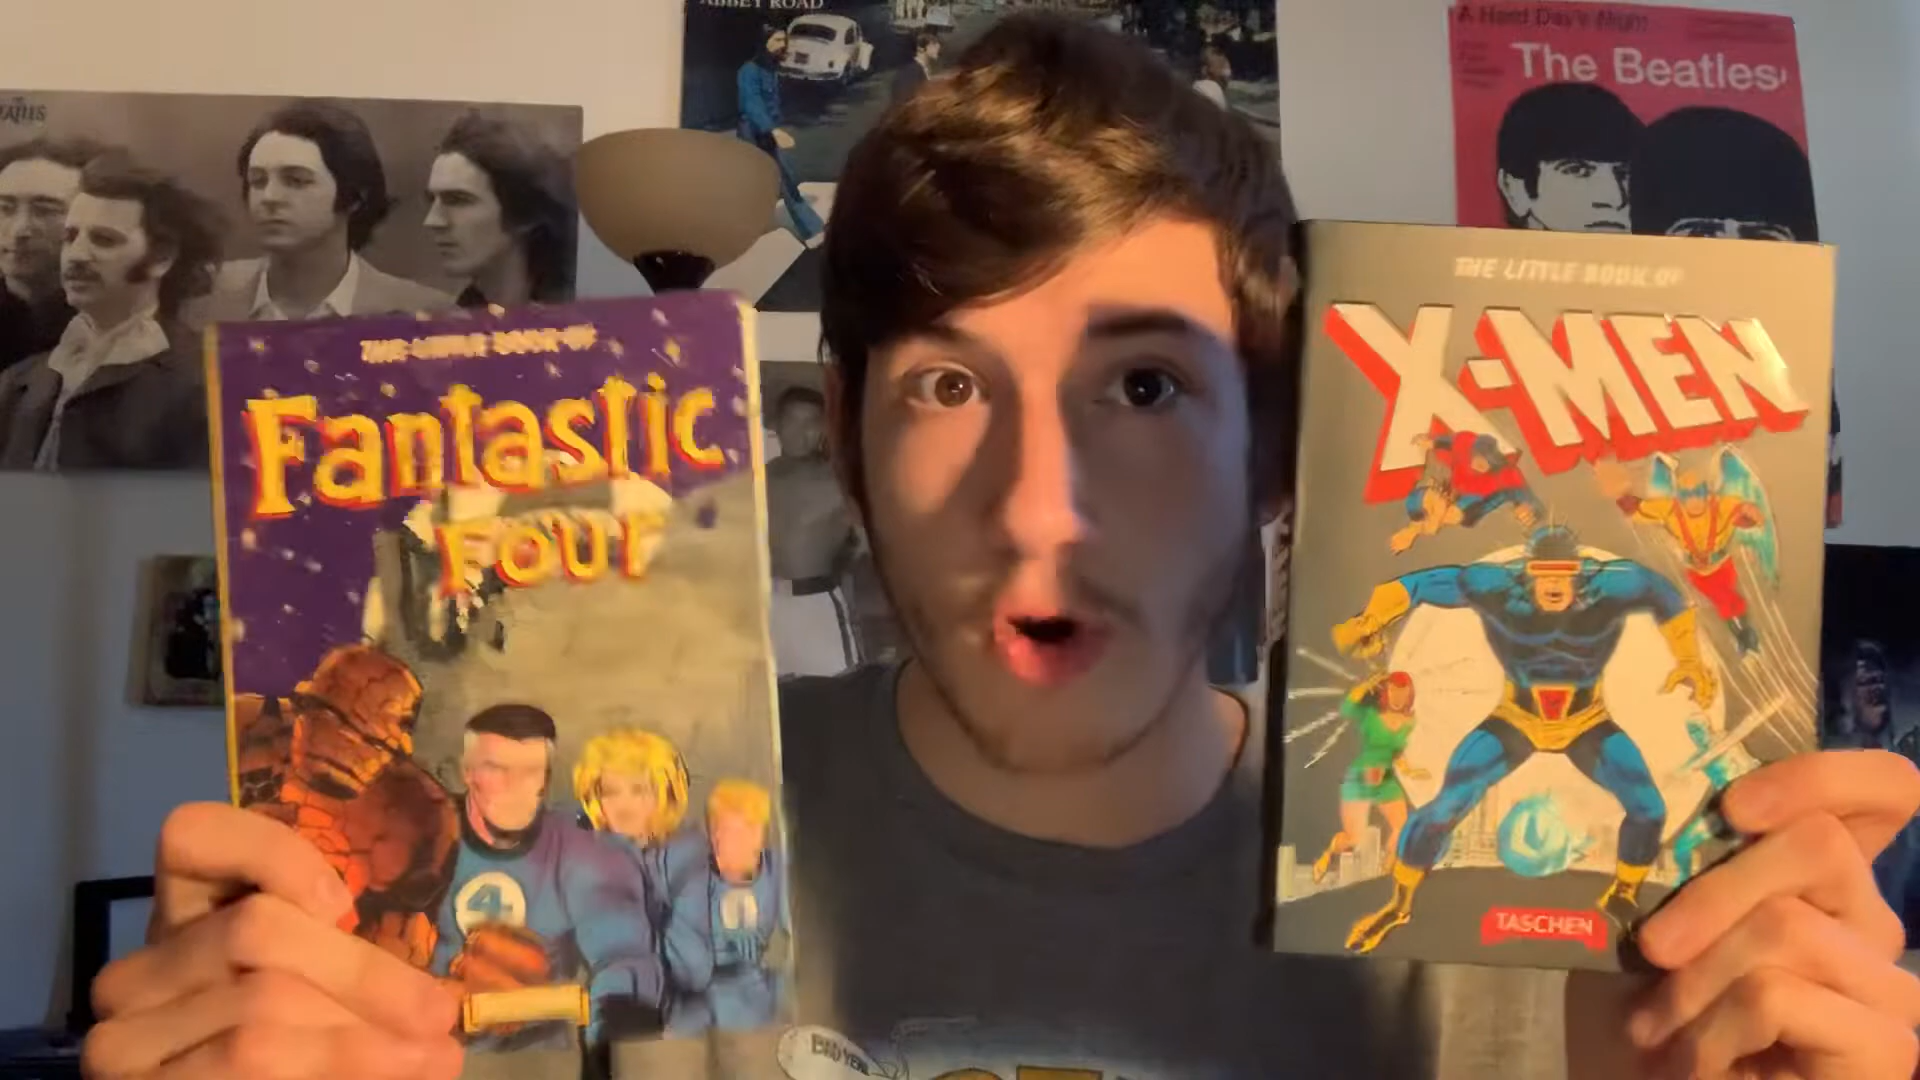 ABBEY ROAD
A Hard Day's Night
The Beatles
THE LITTLE BOOK OF
Fantastic
FOUR
4
THE LITTLE BOOK OF
X-MEN
TASCHEN